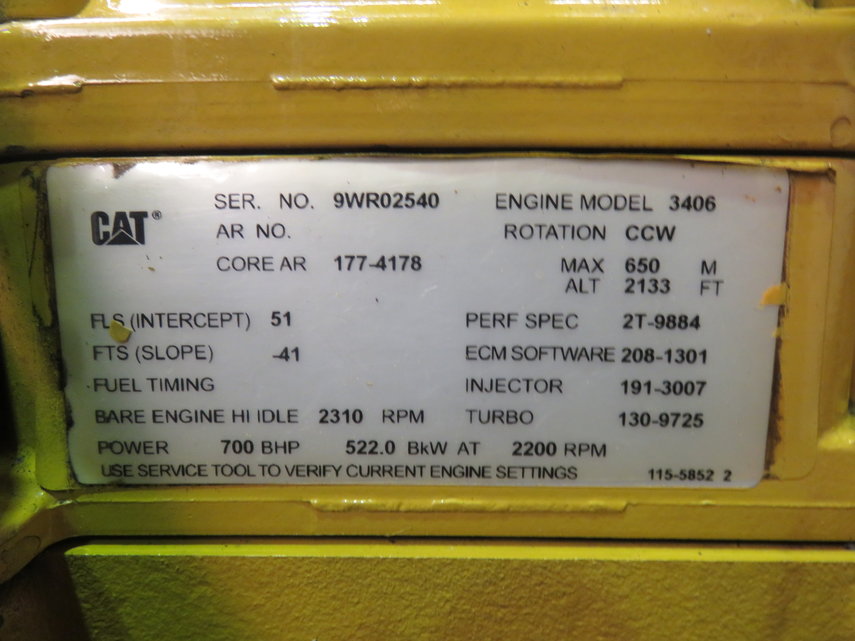 CAT®
SER. NO. 9WR02540 ENGINE MODEL 3406
AR NO. ROTATION CCW
CORE AR 177-4178 MAX 650 M
ALT 2133 FT
FLS (INTERCEPT) 51 PERF SPEC 2T-9884
FTS (SLOPE) -41 ECM SOFTWARE 208-1301
FUEL TIMING INJECTOR 191-3007
BARE ENGINE HI IDLE 2310 RPM TURBO 130-9725
POWER 700 BHP 522.0 BkW AT 2200 RPM
USE SERVICE TOOL TO VERIFY CURRENT ENGINE SETTINGS 115-5852 2